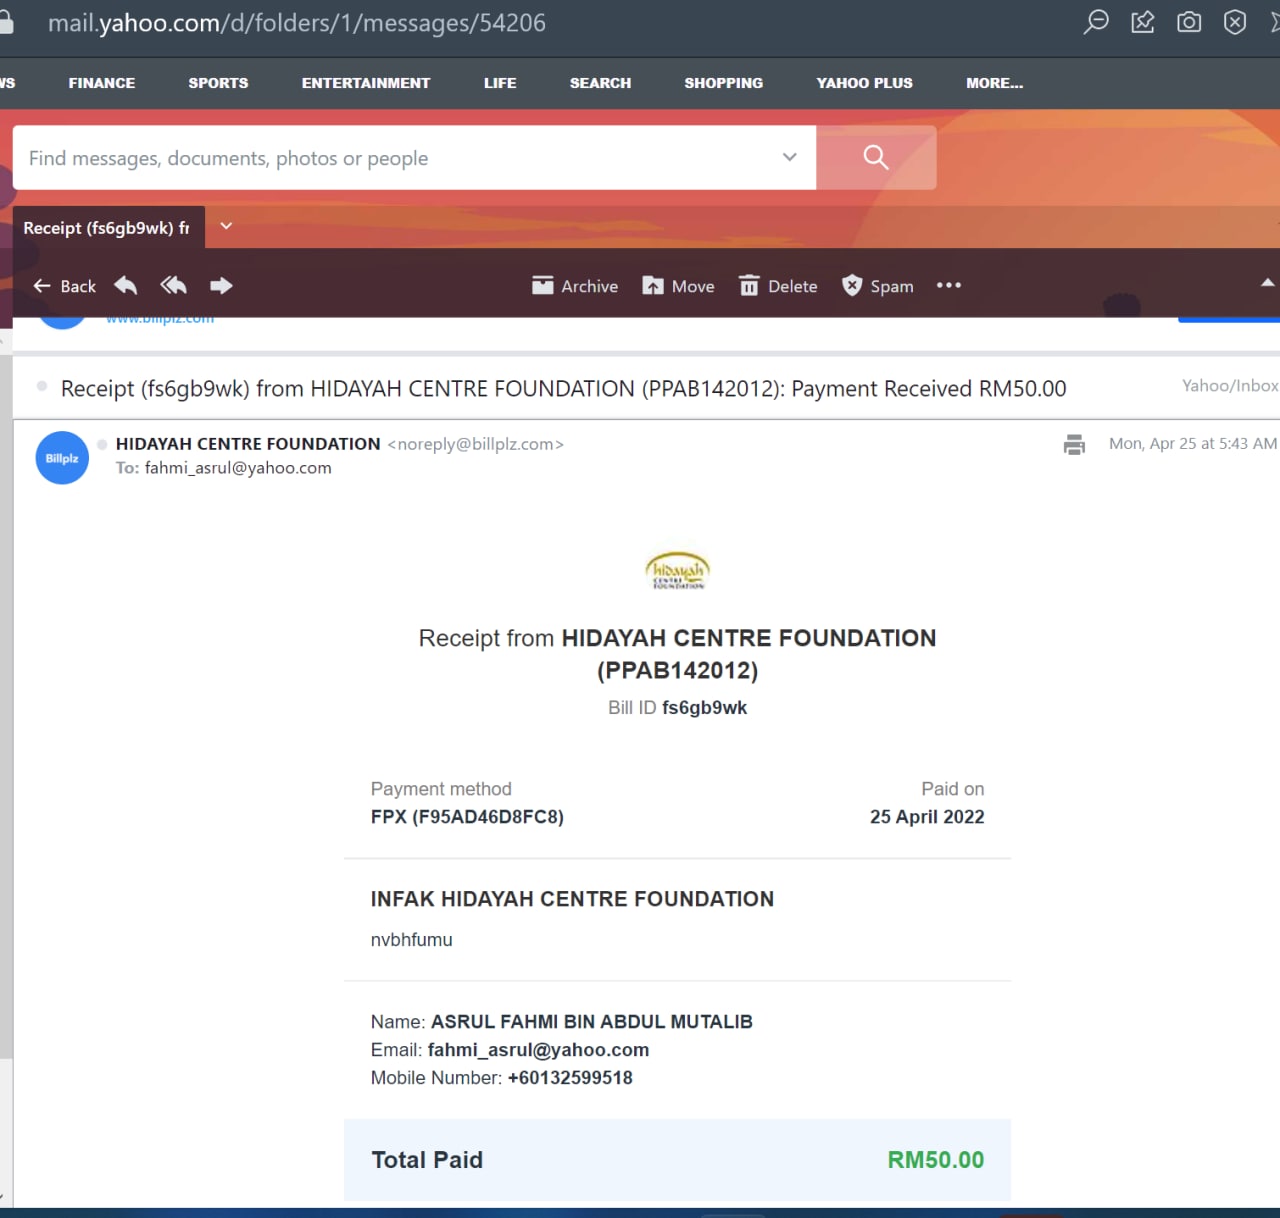 mail.yahoo.com/d/folders/1/messages/54206
WS FINANCE SPORTS ENTERTAINMENT LIFE SEARCH SHOPPING YAHOO PLUS MORE...
Find messages, documents, photos or people
Receipt (fs6gb9wk) fr
Back Archive Move Delete Spam
www.billplz.com
Receipt (fs6gb9wk) from HIDAYAH CENTRE FOUNDATION (PPAB142012): Payment Received RM50.00 Yahoo/Inbox
Billplz
HIDAYAH CENTRE FOUNDATION <noreply@billplz.com> Mon, Apr 25 at 5:43 AM
To: fahmi_asrul@yahoo.com
hidayah
CENTRE
FOUNDATION
Receipt from HIDAYAH CENTRE FOUNDATION
(PPAB142012)
Bill ID fs6gb9wk
Payment method Paid on
FPX (F95AD46D8FC8) 25 April 2022
INFAK HIDAYAH CENTRE FOUNDATION
nvbhfumu
Name: ASRUL FAHMI BIN ABDUL MUTALIB
Email: fahmi_asrul@yahoo.com
Mobile Number: +60132599518
Total Paid RM50.00